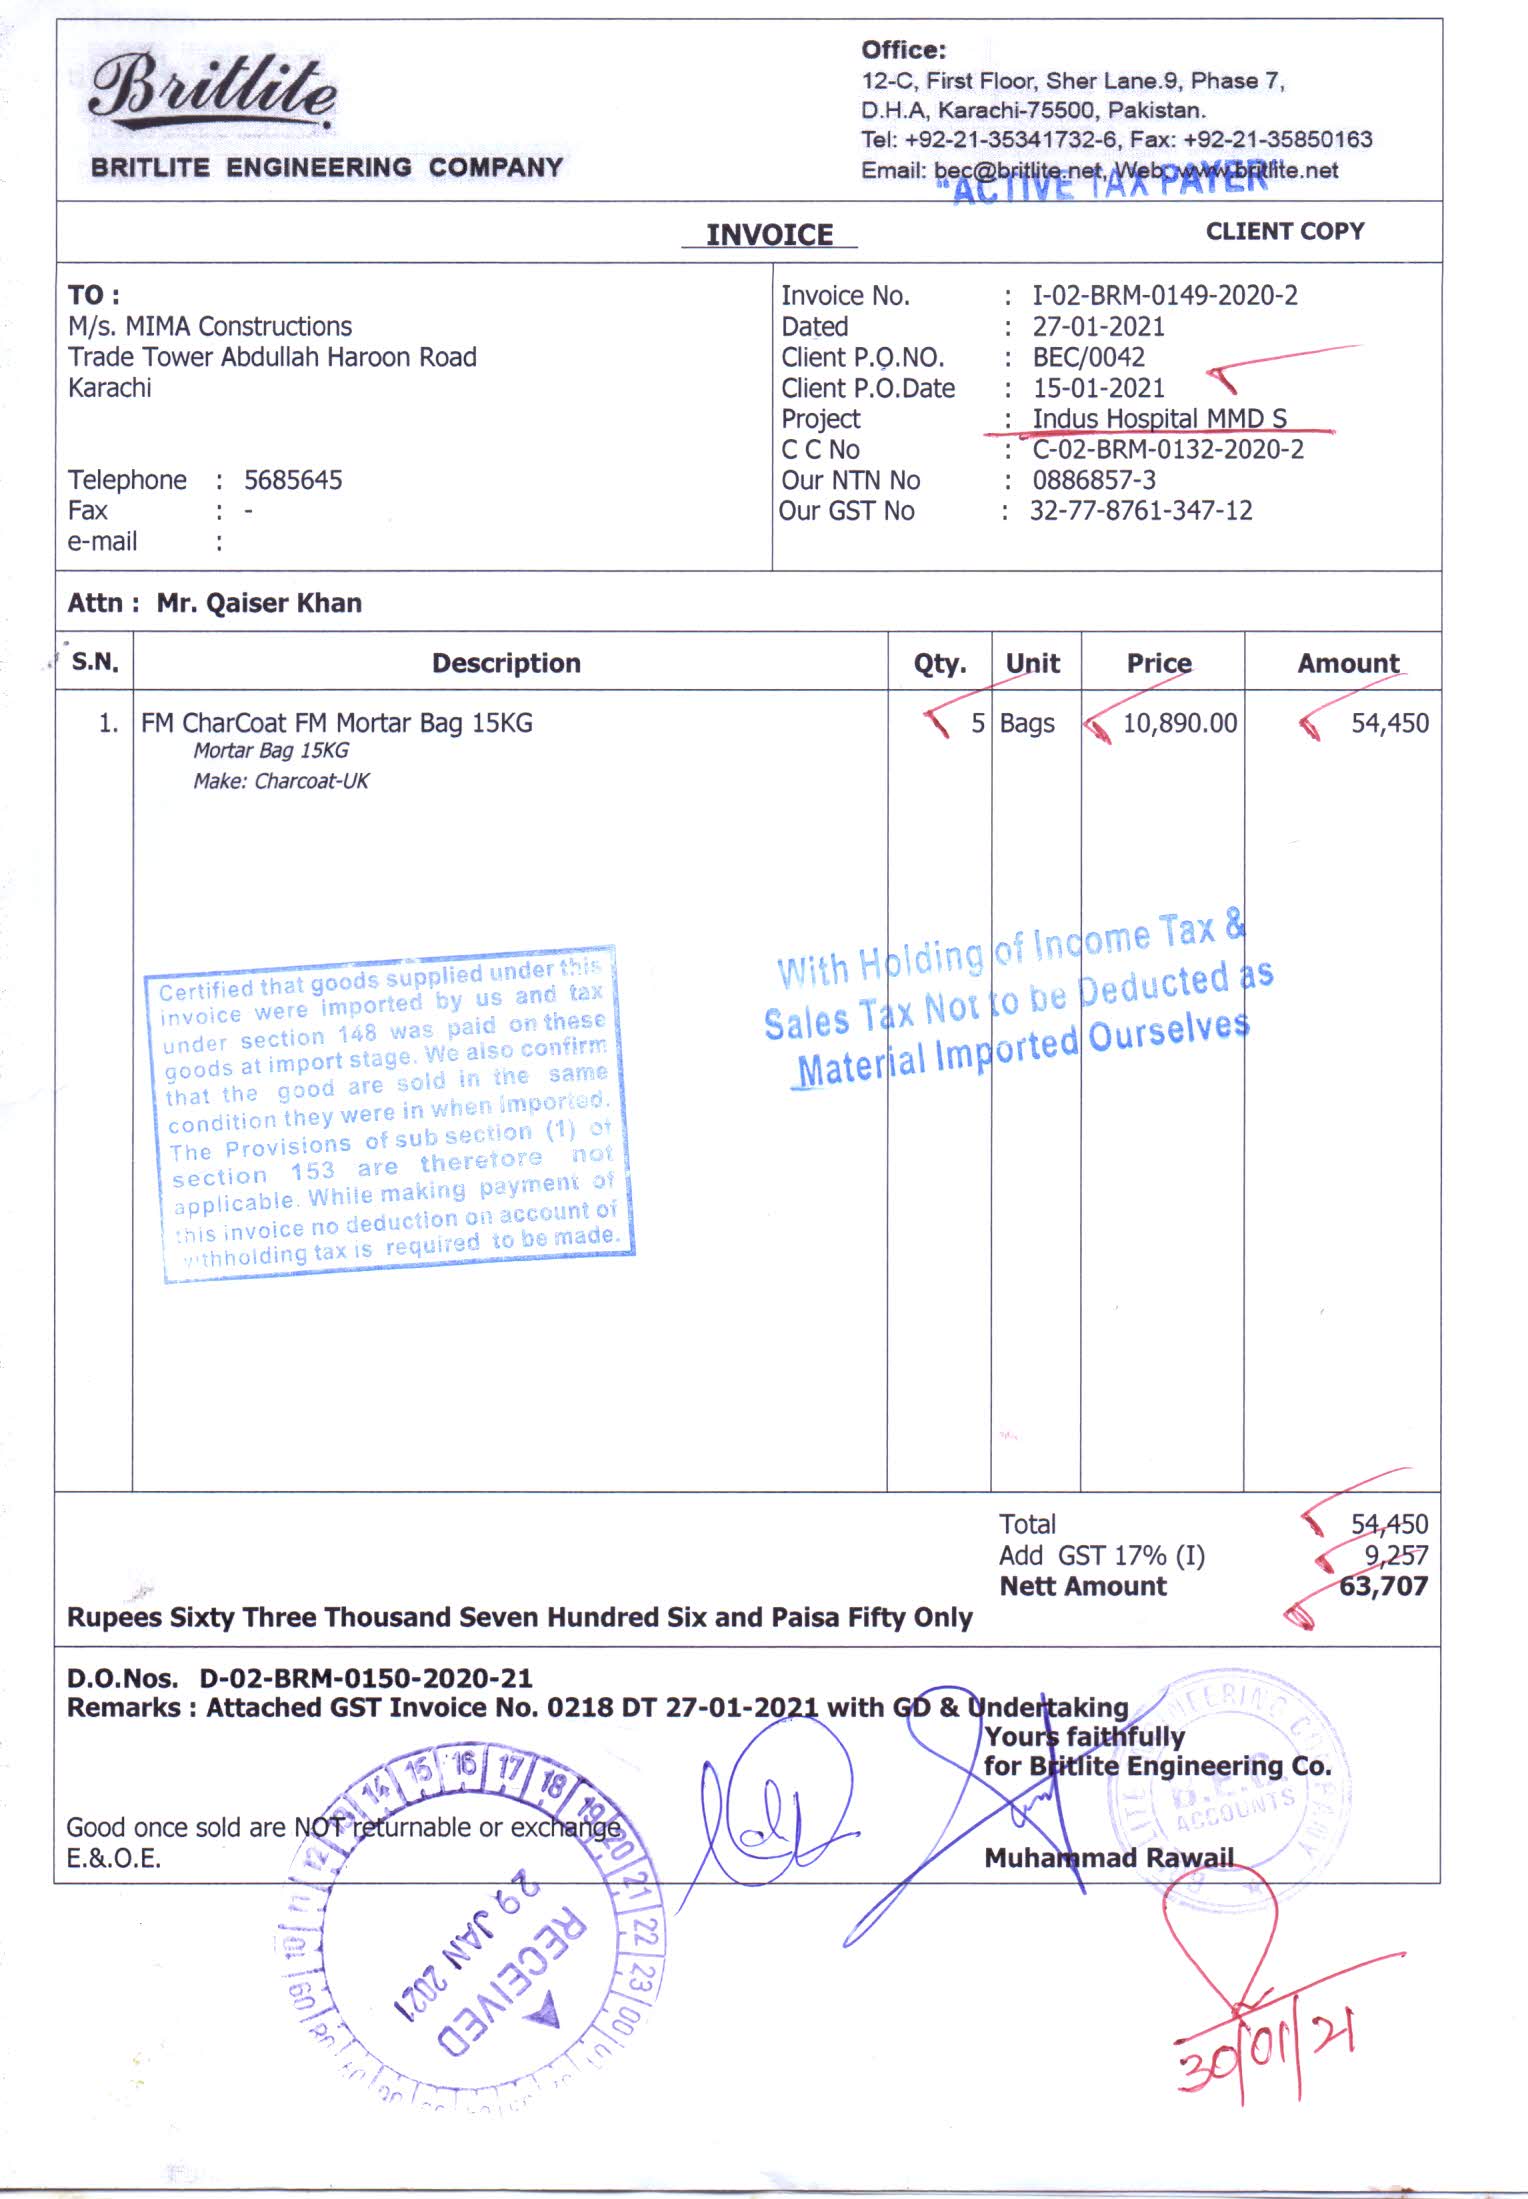 Britlite
BRITLITE ENGINEERING COMPANY
Office:
12-C, First Floor, Sher Lane.9, Phase 7,
D.H.A, Karachi-75500, Pakistan.
Tel: +92-21-35341732-6, Fax: +92-21-35850163
Email: bec@britlite.net, Web: www.britlite.net
"ACTIVE TAX PAYER"
INVOICE CLIENT COPY
TO :
M/s. MIMA Constructions
Trade Tower Abdullah Haroon Road
Karachi
Telephone : 5685645
Fax : -
e-mail :
Invoice No. : I-02-BRM-0149-2020-2
Dated : 27-01-2021
Client P.O.NO. : BEC/0042
Client P.O.Date : 15-01-2021
Project : Indus Hospital MMD S
C C No : C-02-BRM-0132-2020-2
Our NTN No : 0886857-3
Our GST No : 32-77-8761-347-12
Attn : Mr. Qaiser Khan
S.N. Description Qty. Unit Price Amount
1. FM CharCoat FM Mortar Bag 15KG 5 Bags 10,890.00 54,450
Mortar Bag 15KG
Make: Charcoat-UK
Certified that goods supplied under this
invoice were imported by us and tax
under section 148 was paid on these
goods at import stage. We also confirm
that the good are sold in the same
condition they were in when imported.
The Provisions of sub section (1) of
section 153 are therefore not
applicable. While making payment of
this invoice no deduction on account of
withholding tax is required to be made.
With Holding of Income Tax &
Sales Tax Not to be Deducted as
Material Imported Ourselves
Total 54,450
Add GST 17% (I) 9,257
Nett Amount 63,707
Rupees Sixty Three Thousand Seven Hundred Six and Paisa Fifty Only
D.O.Nos. D-02-BRM-0150-2020-21
Remarks : Attached GST Invoice No. 0218 DT 27-01-2021 with GD & Undertaking
Yours faithfully
for Britlite Engineering Co.
Good once sold are NOT returnable or exchange
E.&.O.E.
Muhammad Rawail
B.E.C.
ACCOUNTS
10 11 12 13 14 15 16 17 18 19 20 21 22 23 00
29 JAN 2021
RECEIVED
30/01/21